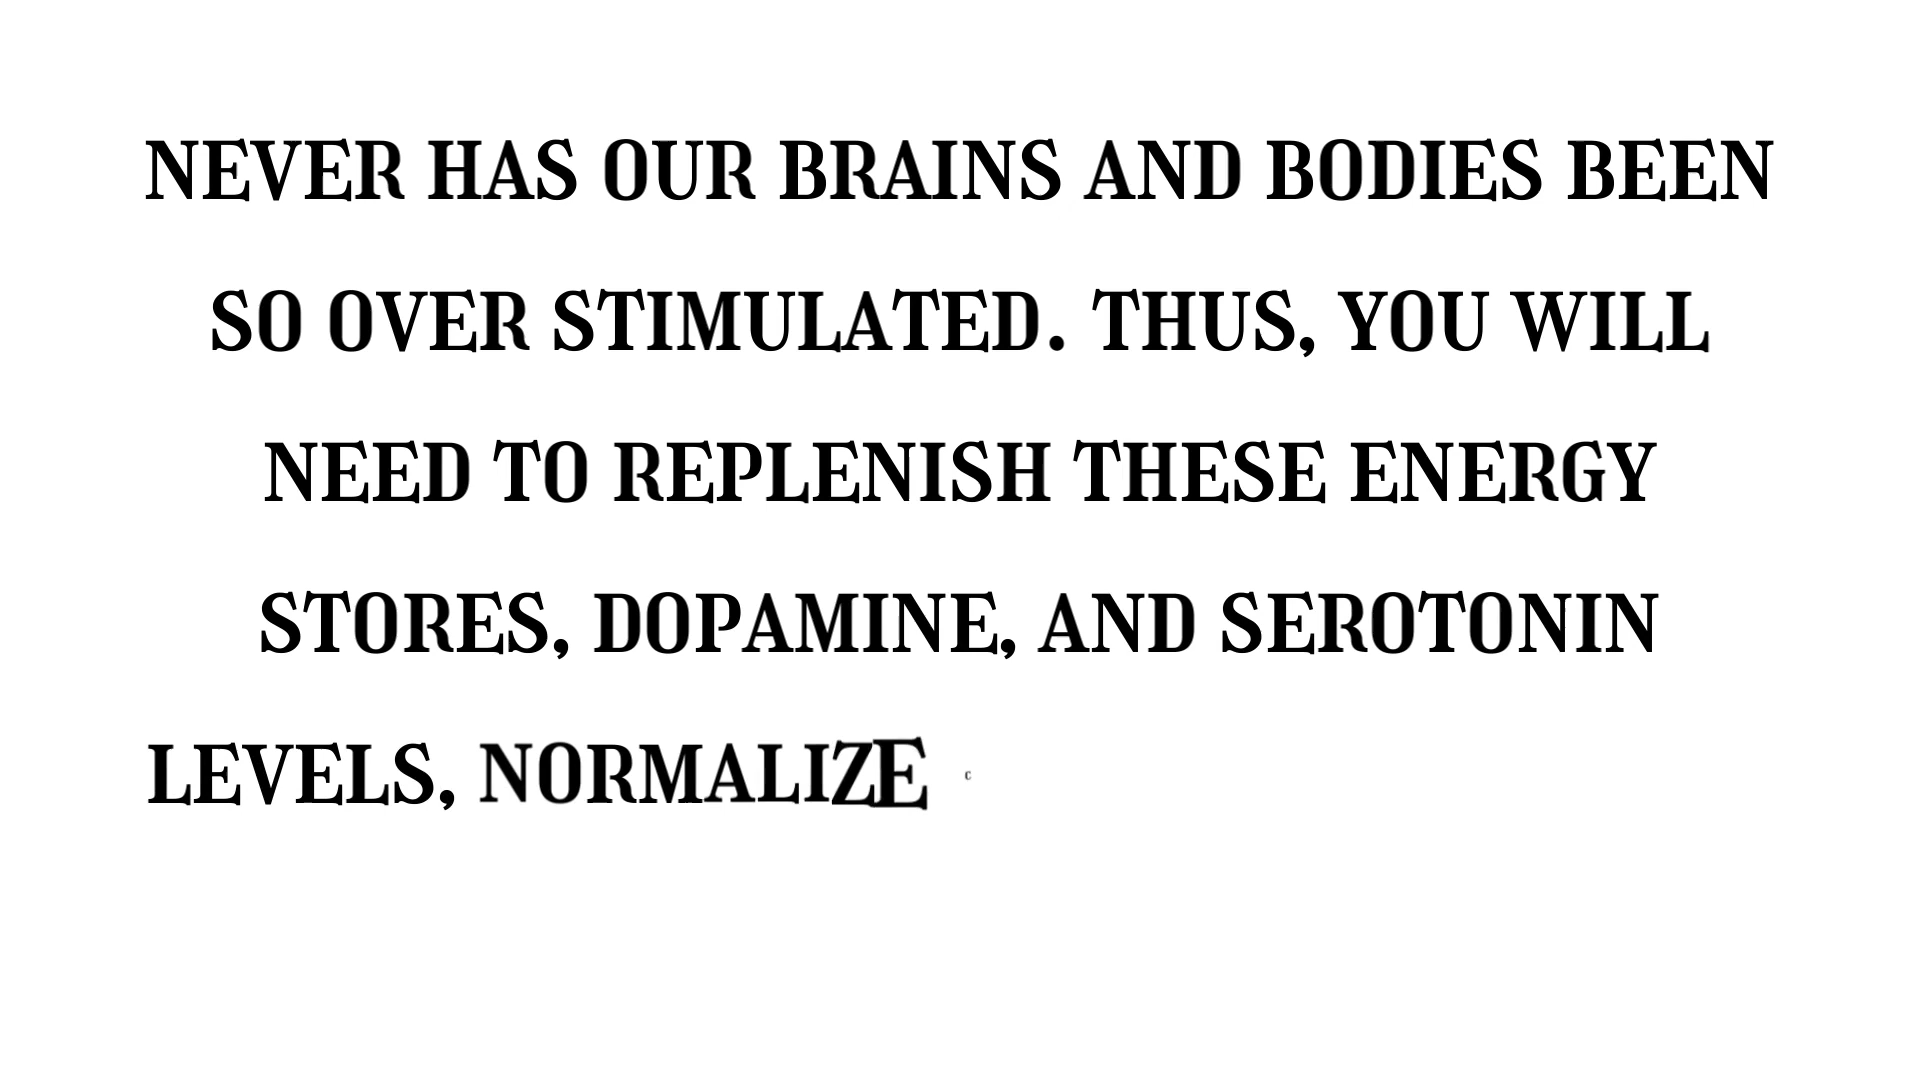 NEVER HAS OUR BRAINS AND BODIES BEEN
SO OVER STIMULATED. THUS, YOU WILL
NEED TO REPLENISH THESE ENERGY
STORES, DOPAMINE, AND SEROTONIN
LEVELS, NORMALIZE C